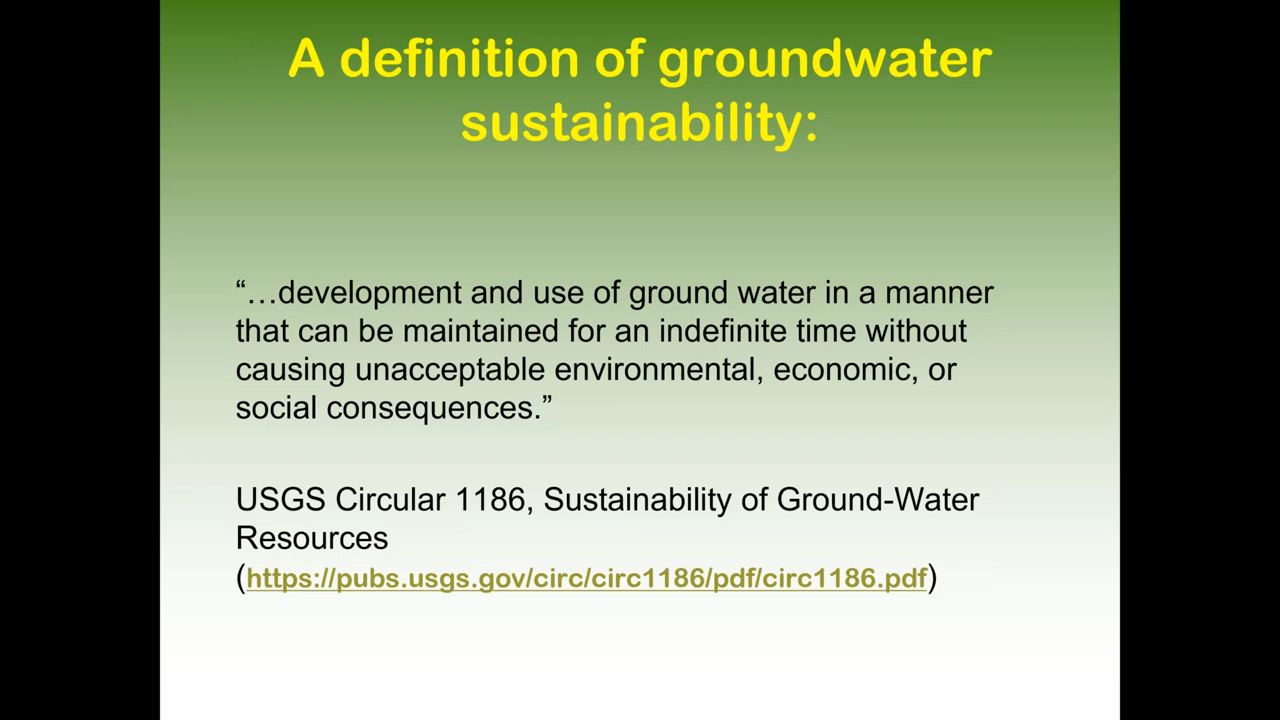 A definition of groundwater
sustainability:
“…development and use of ground water in a manner
that can be maintained for an indefinite time without
causing unacceptable environmental, economic, or
social consequences.”
USGS Circular 1186, Sustainability of Ground-Water
Resources
(https://pubs.usgs.gov/circ/circ1186/pdf/circ1186.pdf)